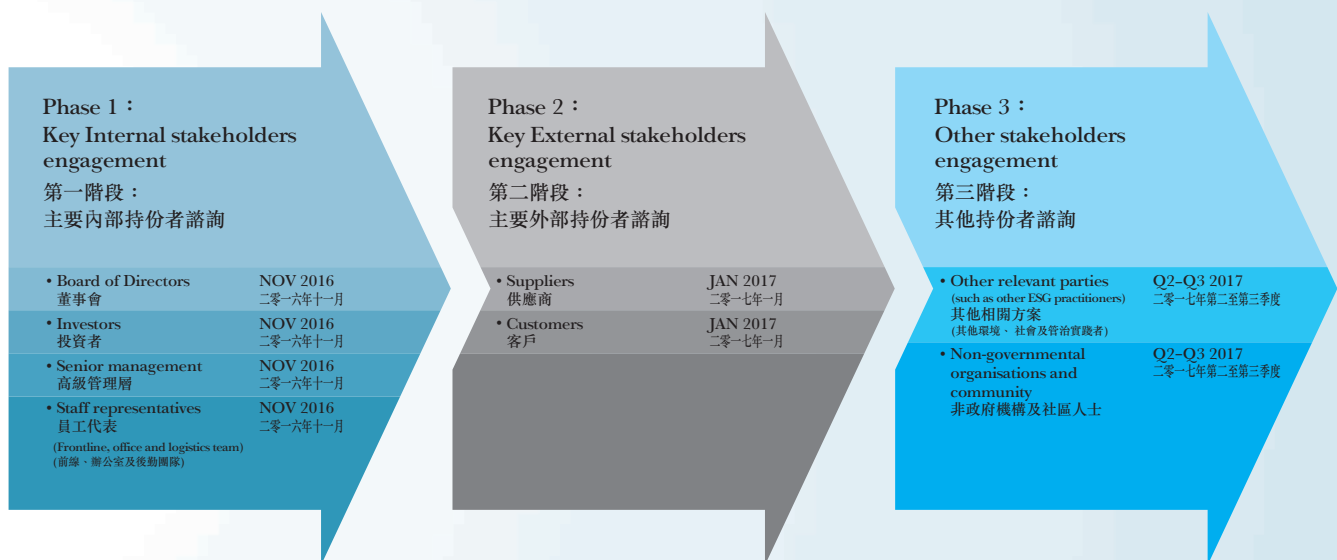 Phase 1：
Key Internal stakeholders
engagement
第一階段：
主要內部持份者諮詢
• Board of Directors NOV 2016
董事會 二零一六年十一月
• Investors NOV 2016
投資者 二零一六年十一月
• Senior management NOV 2016
高級管理層 二零一六年十一月
• Staff representatives NOV 2016
員工代表 二零一六年十一月
(Frontline, office and logistics team)
(前線、辦公室及後勤團隊)
Phase 2：
Key External stakeholders
engagement
第二階段：
主要外部持份者諮詢
• Suppliers JAN 2017
供應商 二零一七年一月
• Customers JAN 2017
客戶 二零一七年一月
Phase 3：
Other stakeholders
engagement
第三階段：
其他持份者諮詢
• Other relevant parties Q2–Q3 2017
(such as other ESG practitioners) 二零一七年第二至第三季度
其他相關方案
(其他環境、社會及管治實踐者)
• Non-governmental Q2–Q3 2017
organisations and 二零一七年第二至第三季度
community
非政府機構及社區人士